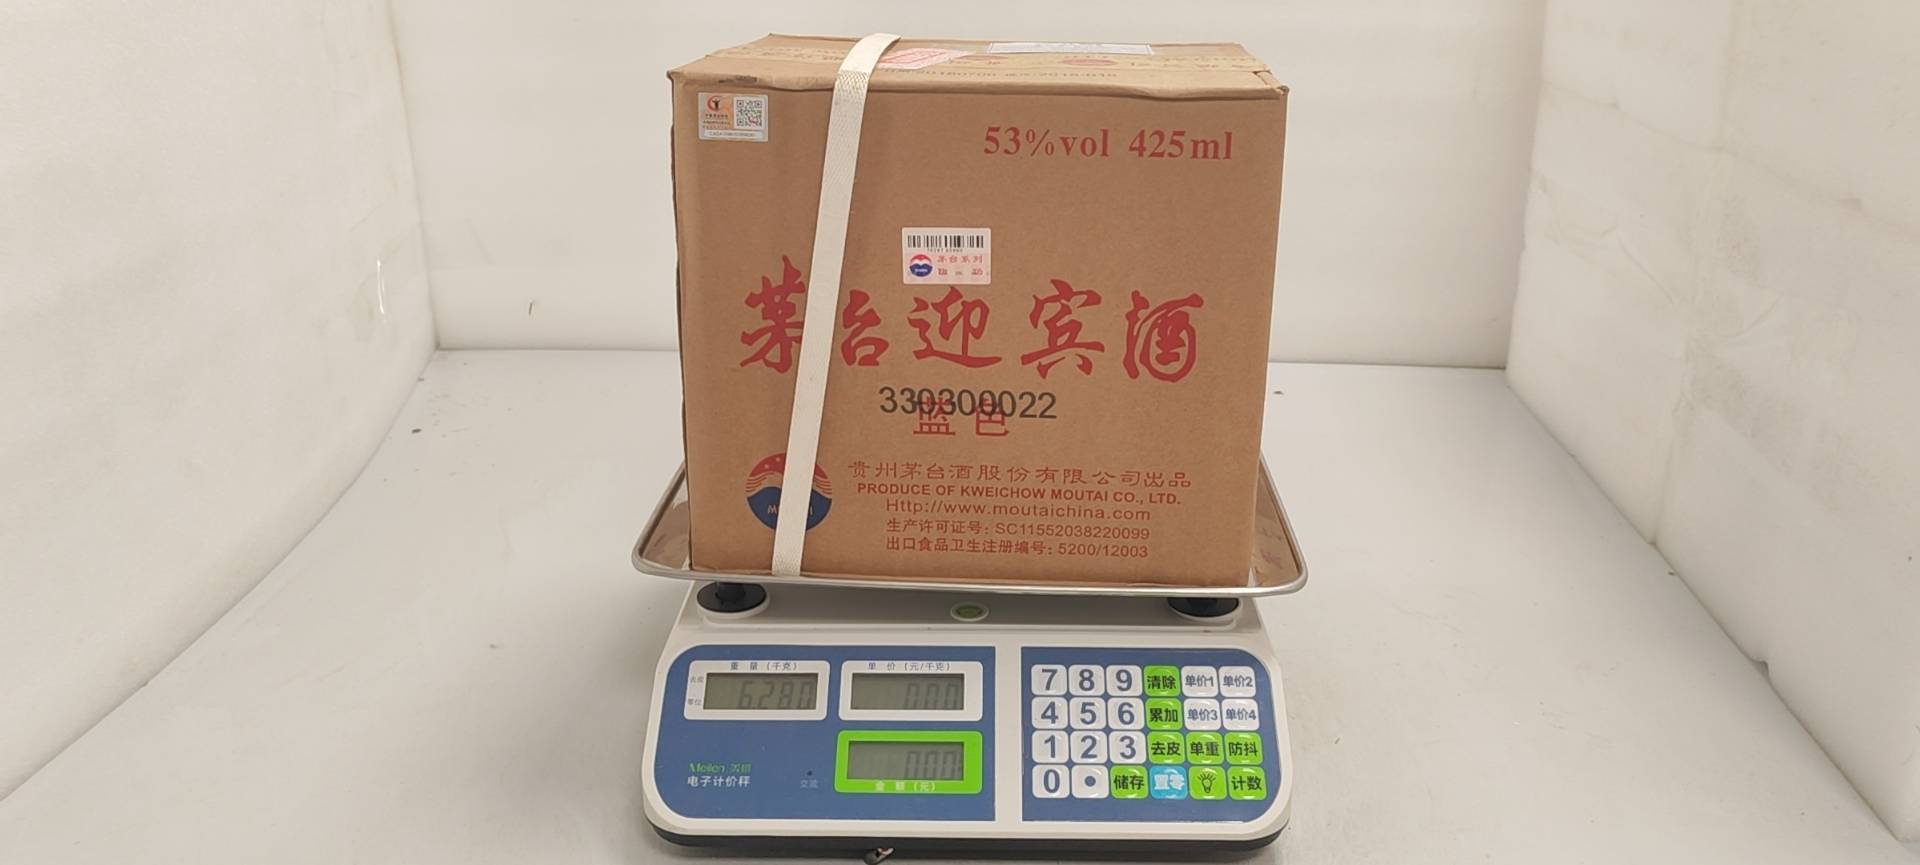 53%vol 425ml
茅台系列
茅台迎宾酒
330300022
蓝色
贵州茅台酒股份有限公司出品
PRODUCE OF KWEICHOW MOUTAI CO., LTD.
Http://www.moutaichina.com
生产许可证号：SC11552038220099
出口食品卫生注册编号：5200/12003
重量（千克）
单价（元/千克）
6.280
0.00
0.00
金额（元）
电子计价秤
交流
7 8 9 清除 单价1 单价2
4 5 6 累加 单价3 单价4
1 2 3 去皮 单重 防抖
0 • 储存 置零 计数